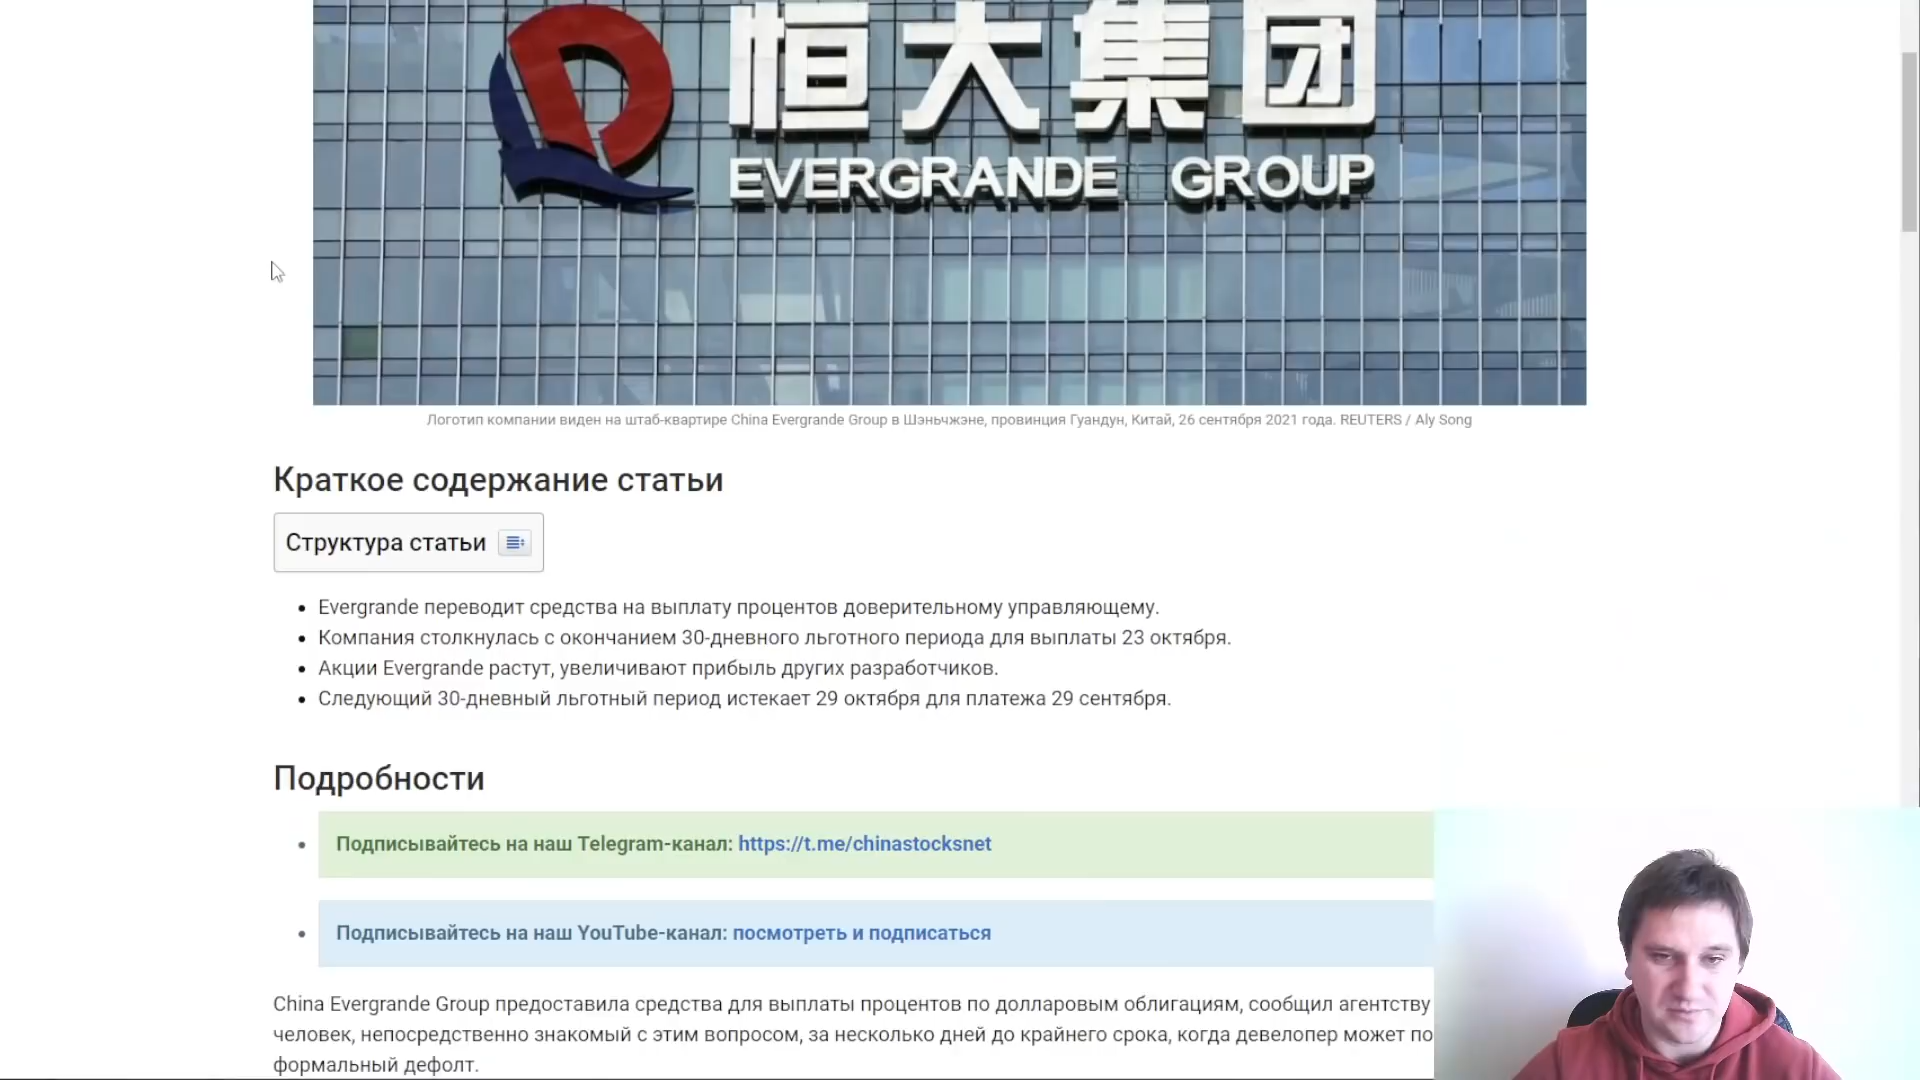 恒大集团
EVERGRANDE GROUP
Логотип компании виден на штаб-квартире China Evergrande Group в Шэньчжэне, провинция Гуандун, Китай, 26 сентября 2021 года. REUTERS / Aly Song
Краткое содержание статьи
Структура статьи
Evergrande переводит средства на выплату процентов доверительному управляющему.
Компания столкнулась с окончанием 30-дневного льготного периода для выплаты 23 октября.
Акции Evergrande растут, увеличивают прибыль других разработчиков.
Следующий 30-дневный льготный период истекает 29 октября для платежа 29 сентября.
Подробности
Подписывайтесь на наш Telegram-канал: https://t.me/chinastocksnet
Подписывайтесь на наш YouTube-канал: посмотреть и подписаться
China Evergrande Group предоставила средства для выплаты процентов по долларовым облигациям, сообщил агентству
человек, непосредственно знакомый с этим вопросом, за несколько дней до крайнего срока, когда девелопер может по
формальный дефолт.